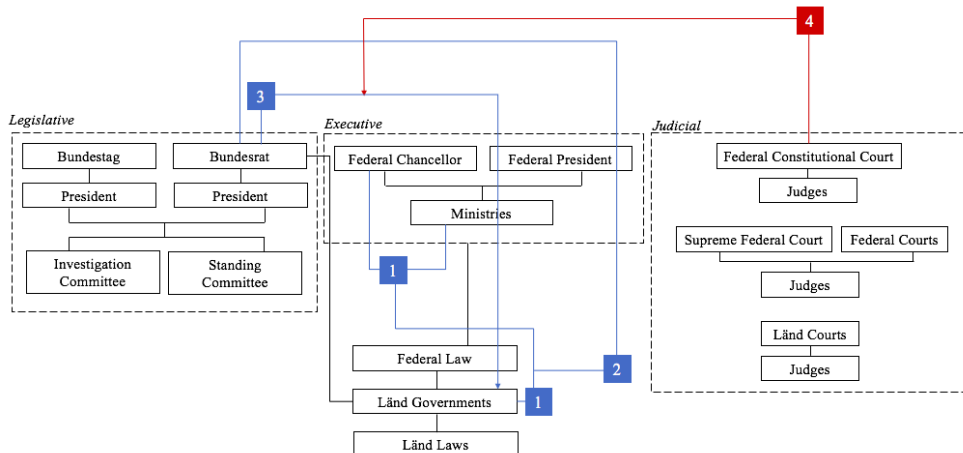 4
2
3
Legislative
Executive
Judicial
Bundestag
Bundesrat
Federal Chancellor
Federal President
Federal Constitutional Court
President
President
Ministries
Judges
Supreme Federal Court
Federal Courts
Investigation
Committee
Standing
Committee
1
Judges
Länd Courts
Judges
Federal Law
Länd Governments
1
Länd Laws